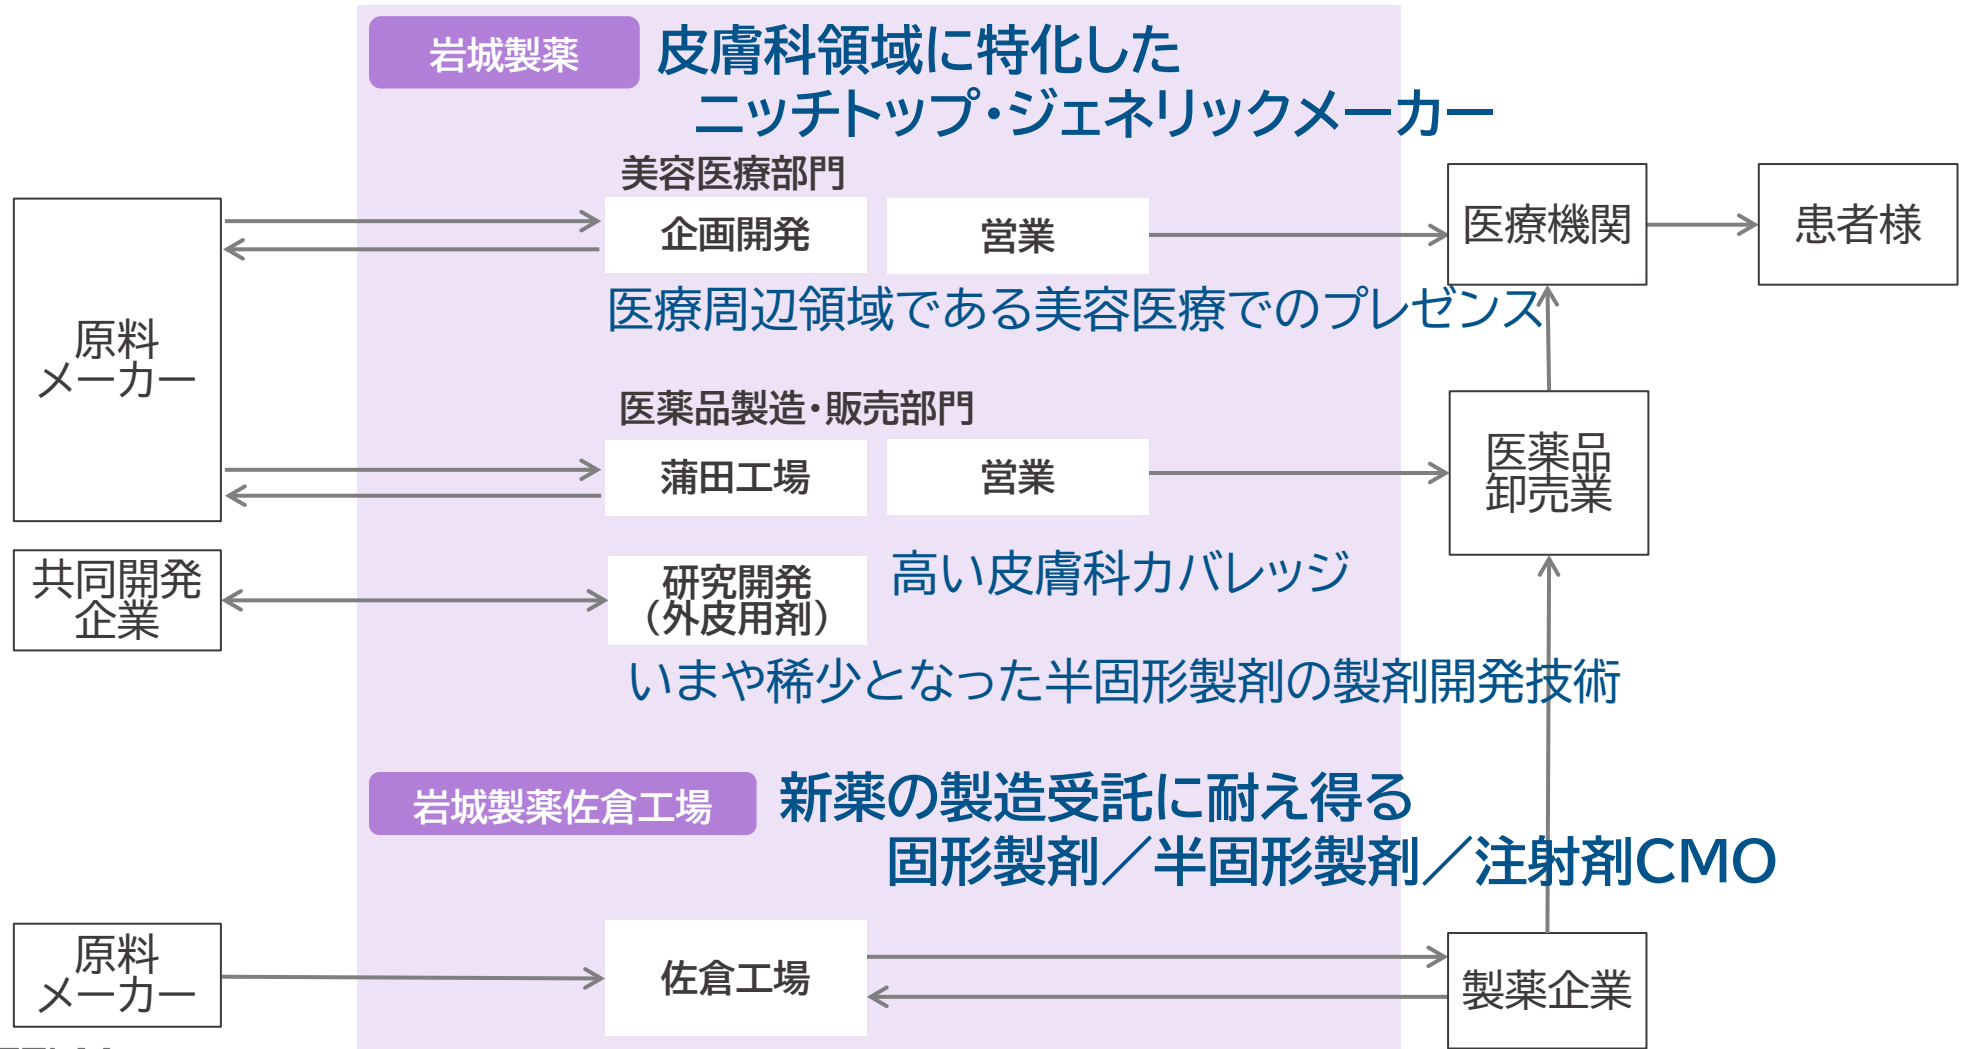 岩城製薬
皮膚科領域に特化した
ニッチトップ・ジェネリックメーカー
美容医療部門
原料
メーカー
企画開発
営業
医療機関
患者様
医療周辺領域である美容医療でのプレゼンス
医薬品製造・販売部門
蒲田工場
営業
医薬品
卸売業
共同開発
企業
研究開発
（外皮用剤）
高い皮膚科カバレッジ
いまや稀少となった半固形製剤の製剤開発技術
岩城製薬佐倉工場
新薬の製造受託に耐え得る
固形製剤／半固形製剤／注射剤CMO
原料
メーカー
佐倉工場
製薬企業